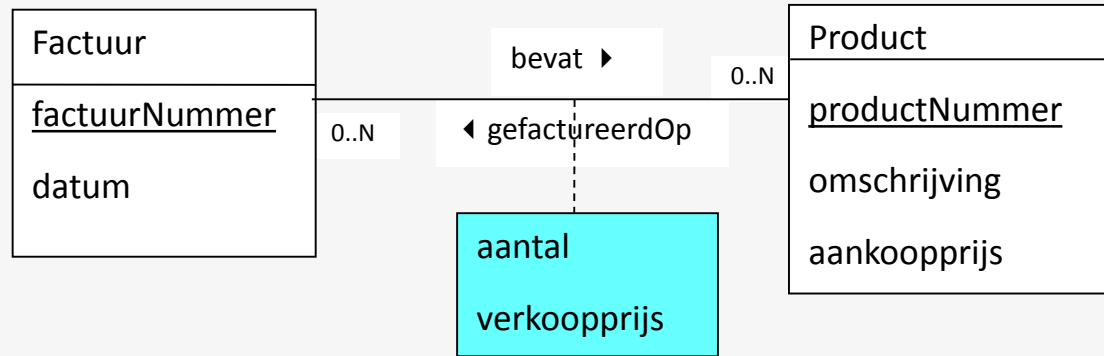 Factuur
factuurNummer
datum
bevat ▶
0..N
0..N
◀ gefactureerdOp
aantal
verkoopprijs
Product
productNummer
omschrijving
aankoopprijs